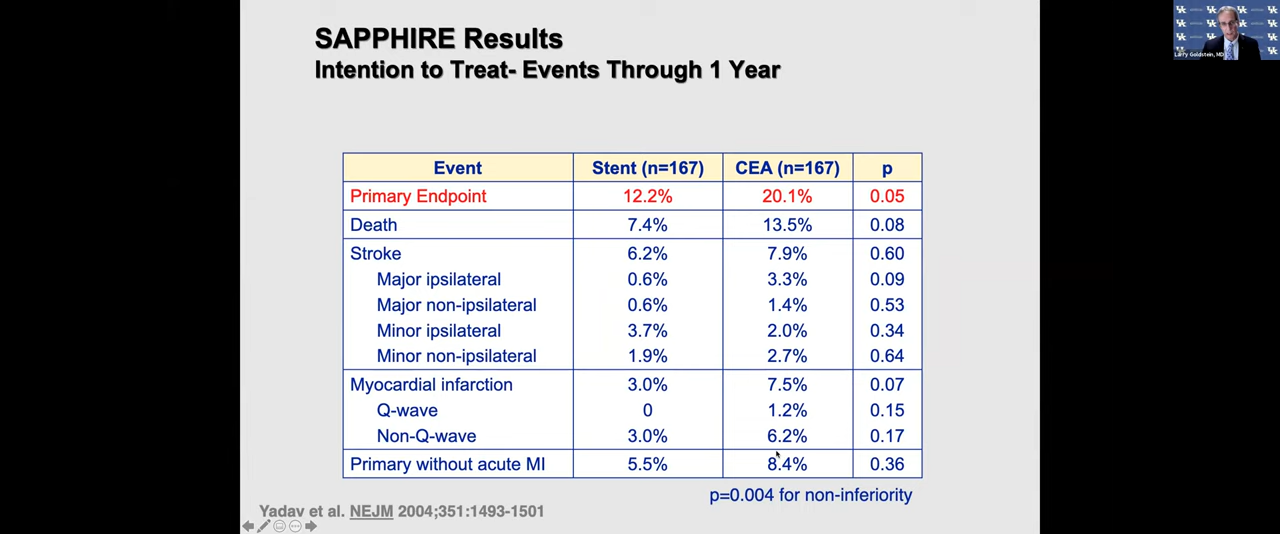 SAPPHIRE Results
Intention to Treat- Events Through 1 Year
Event Stent (n=167) CEA (n=167) p
Primary Endpoint 12.2% 20.1% 0.05
Death 7.4% 13.5% 0.08
Stroke 6.2% 7.9% 0.60
Major ipsilateral 0.6% 3.3% 0.09
Major non-ipsilateral 0.6% 1.4% 0.53
Minor ipsilateral 3.7% 2.0% 0.34
Minor non-ipsilateral 1.9% 2.7% 0.64
Myocardial infarction 3.0% 7.5% 0.07
Q-wave 0 1.2% 0.15
Non-Q-wave 3.0% 6.2% 0.17
Primary without acute MI 5.5% 8.4% 0.36
p=0.004 for non-inferiority
Yadav et al. NEJM 2004;351:1493-1501
Larry Goldstein, MD